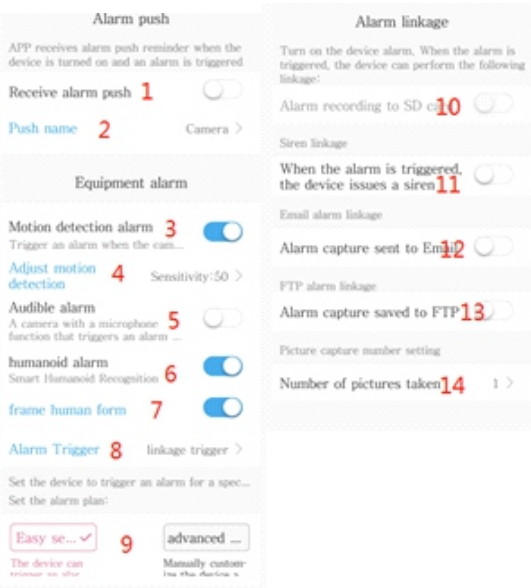 Alarm push
APP receives alarm push reminder when the
device is turned on and an alarm is triggered
Receive alarm push 1
Push name 2 Camera >
Equipment alarm
Motion detection alarm 3
Trigger an alarm when the cam...
Adjust motion
detection 4 Sensitivity:50 >
Audible alarm
A camera with a microphone 5
function that triggers an alarm ...
humanoid alarm
Smart Humanoid Recognition 6
frame human form 7
Alarm Trigger 8 linkage trigger >
Set the device to trigger an alarm for a spec...
Set the alarm plan:
Easy se... ✓ 9 advanced ...
The device can Manually custom-
trigger an alar ize the device
Alarm linkage
Turn on the device alarm. When the alarm is
triggered, the device can perform the following
linkage:
Alarm recording to SD 10
Siren linkage
When the alarm is triggered,
the device issues a siren 11
Email alarm linkage
Alarm capture sent to Email 12
FTP alarm linkage
Alarm capture saved to FTP 13
Picture capture number setting
Number of pictures taken 14 1 >